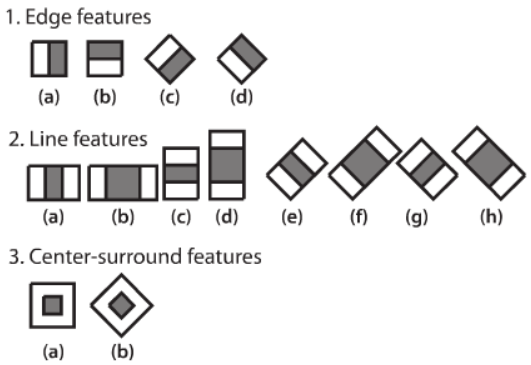 1. Edge features
(a) (b) (c) (d)
2. Line features
(a) (b) (c) (d) (e) (f) (g) (h)
3. Center-surround features
(a) (b)